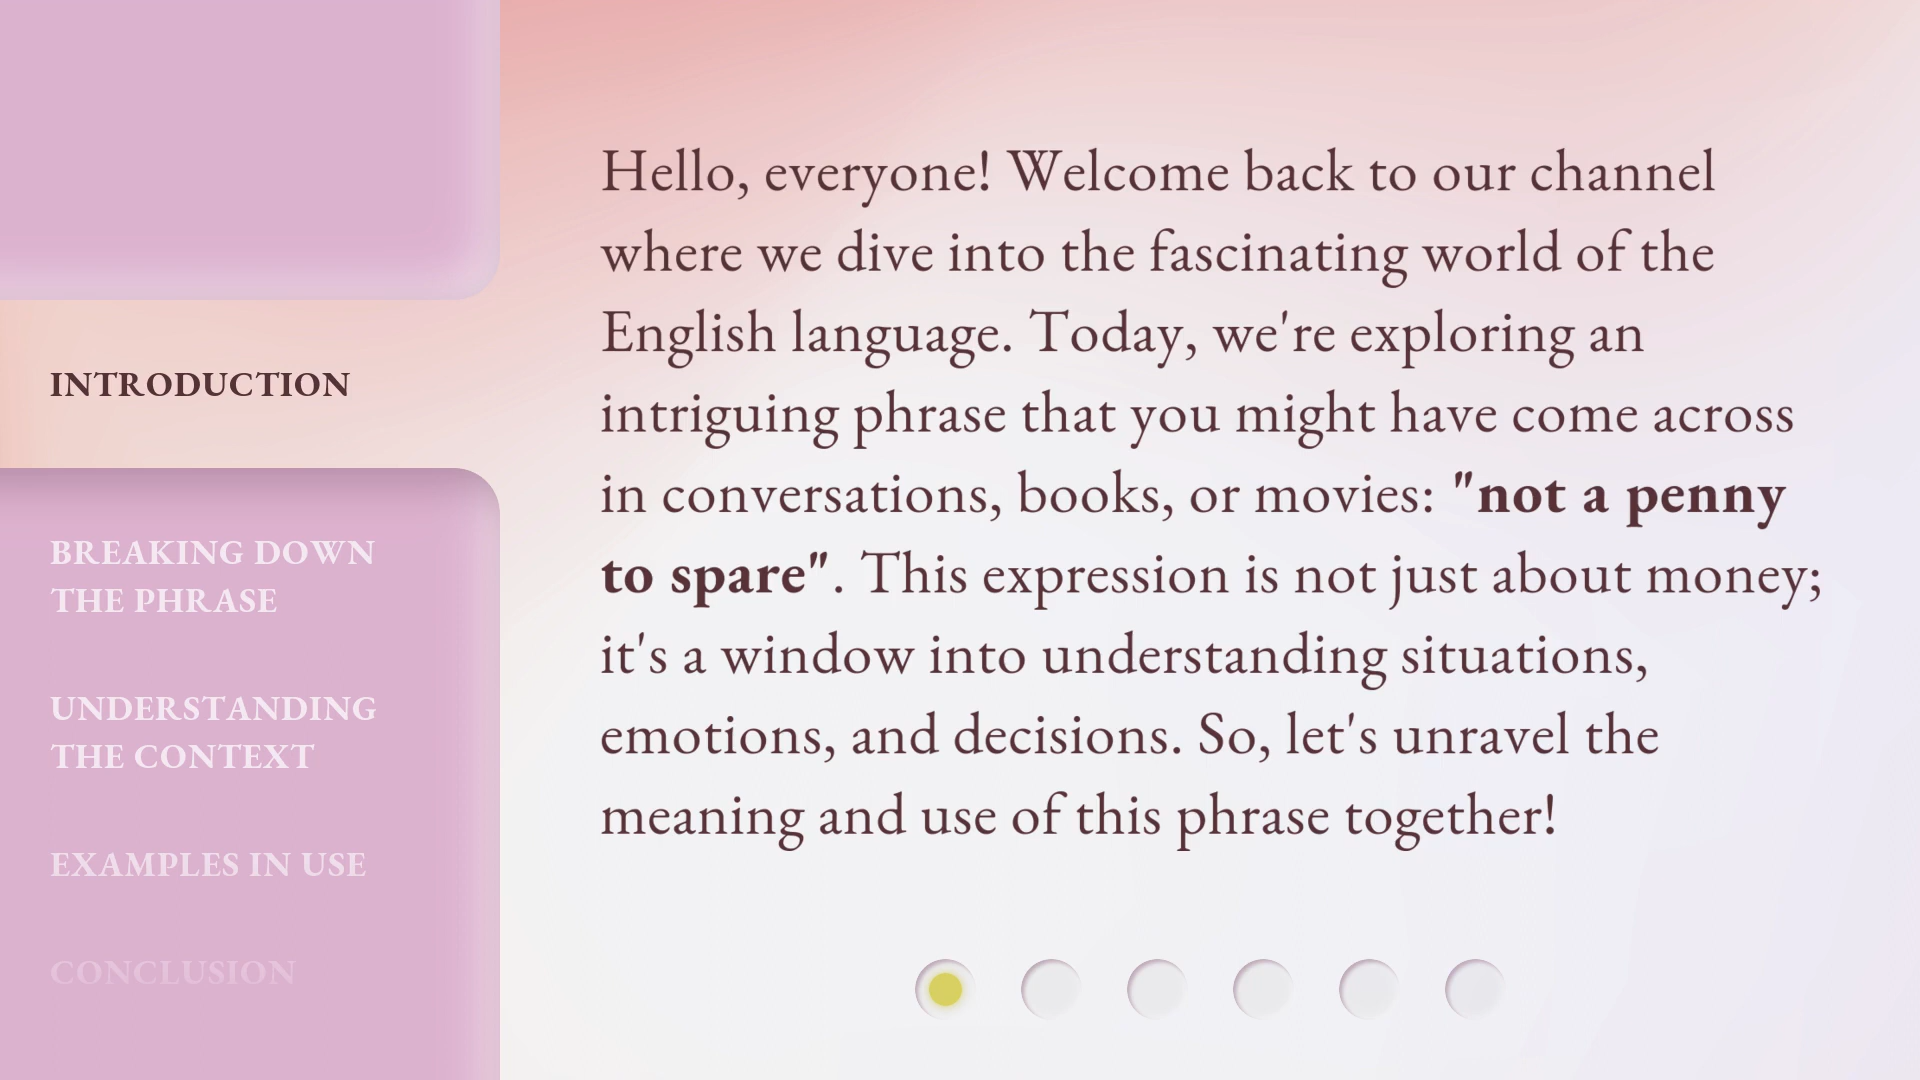 INTRODUCTION
BREAKING DOWN
THE PHRASE
UNDERSTANDING
THE CONTEXT
EXAMPLES IN USE
CONCLUSION
Hello, everyone! Welcome back to our channel
where we dive into the fascinating world of the
English language. Today, we're exploring an
intriguing phrase that you might have come across
in conversations, books, or movies: "not a penny
to spare". This expression is not just about money;
it's a window into understanding situations,
emotions, and decisions. So, let's unravel the
meaning and use of this phrase together!